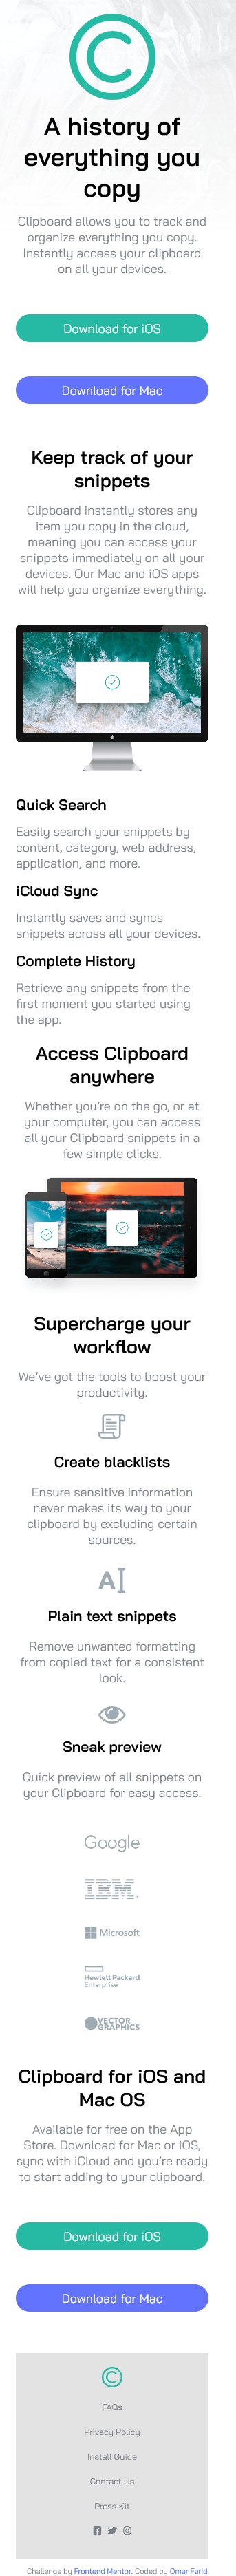 A history of
everything you
copy
Clipboard allows you to track and
organize everything you copy.
Instantly access your clipboard
on all your devices.
Download for iOS
Download for Mac
Keep track of your
snippets
Clipboard instantly stores any
item you copy in the cloud,
meaning you can access your
snippets immediately on all your
devices. Our Mac and iOS apps
will help you organize everything.
Quick Search
Easily search your snippets by
content, category, web address,
application, and more.
iCloud Sync
Instantly saves and syncs
snippets across all your devices.
Complete History
Retrieve any snippets from the
first moment you started using
the app.
Access Clipboard
anywhere
Whether you're on the go, or at
your computer, you can access
all your Clipboard snippets in a
few simple clicks.
Supercharge your
workflow
We've got the tools to boost your
productivity.
Create blacklists
Ensure sensitive information
never makes its way to your
clipboard by excluding certain
sources.
Plain text snippets
Remove unwanted formatting
from copied text for a consistent
look.
Sneak preview
Quick preview of all snippets on
your Clipboard for easy access.
Google
IBM
Microsoft
Hewlett Packard
Enterprise
VECTOR
GRAPHICS
Clipboard for iOS and
Mac OS
Available for free on the App
Store. Download for Mac or iOS,
sync with iCloud and you're ready
to start adding to your clipboard.
Download for iOS
Download for Mac
FAQs
Privacy Policy
Install Guide
Contact Us
Press Kit
Challenge by Frontend Mentor. Coded by Omar Farid.